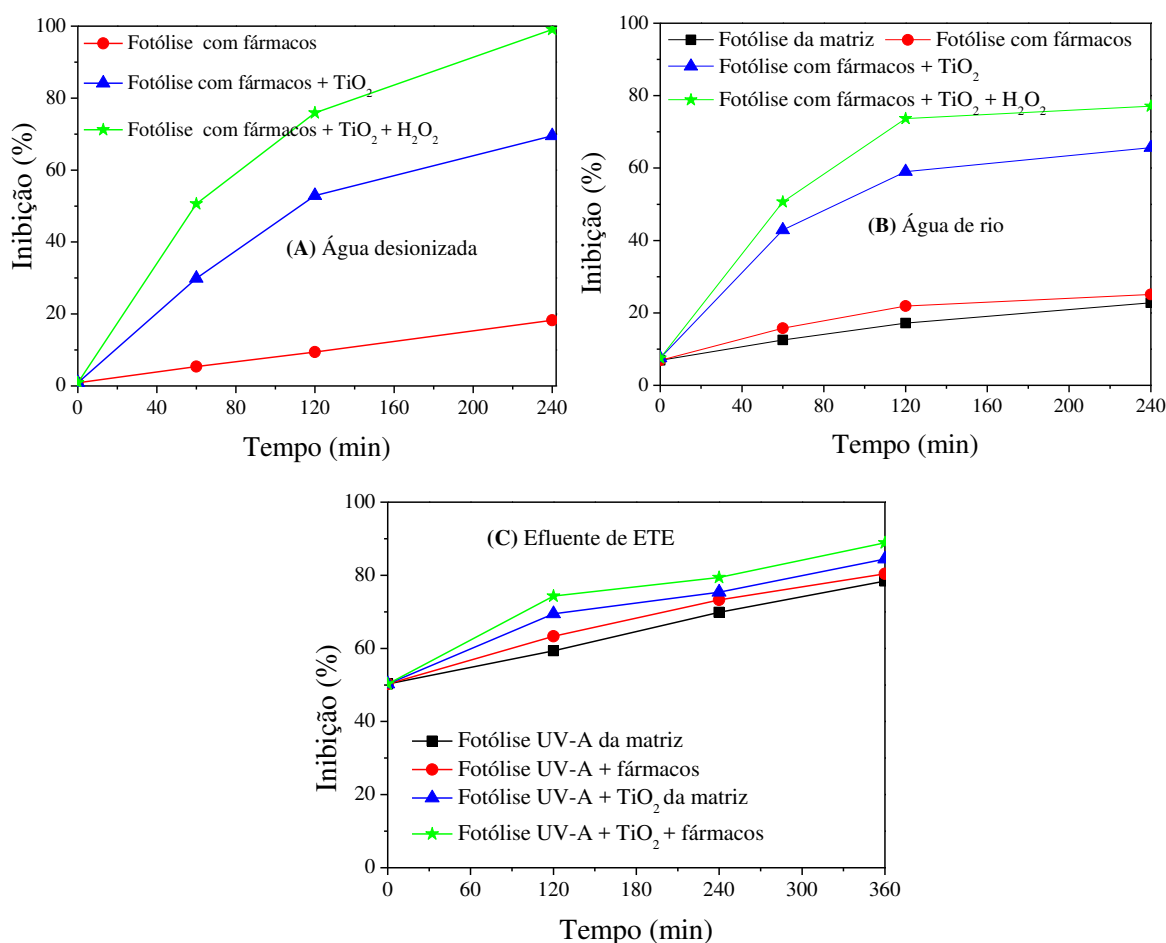 100
80
60
40
20
0
Inibição (%)
Fotólise com fármacos
Fotólise com fármacos + TiO₂
Fotólise com fármacos + TiO₂ + H₂O₂
(A) Água desionizada
0 40 80 120 160 200 240
Tempo (min)
100
80
60
40
20
0
Inibição (%)
Fotólise da matriz Fotólise com fármacos
Fotólise com fármacos + TiO₂
Fotólise com fármacos + TiO₂ + H₂O₂
(B) Água de rio
0 40 80 120 160 200 240
Tempo (min)
100
80
60
40
20
0
Inibição (%)
(C) Efluente de ETE
Fotólise UV-A da matriz
Fotólise UV-A + fármacos
Fotólise UV-A + TiO₂ da matriz
Fotólise UV-A + TiO₂ + fármacos
0 60 120 180 240 300 360
Tempo (min)